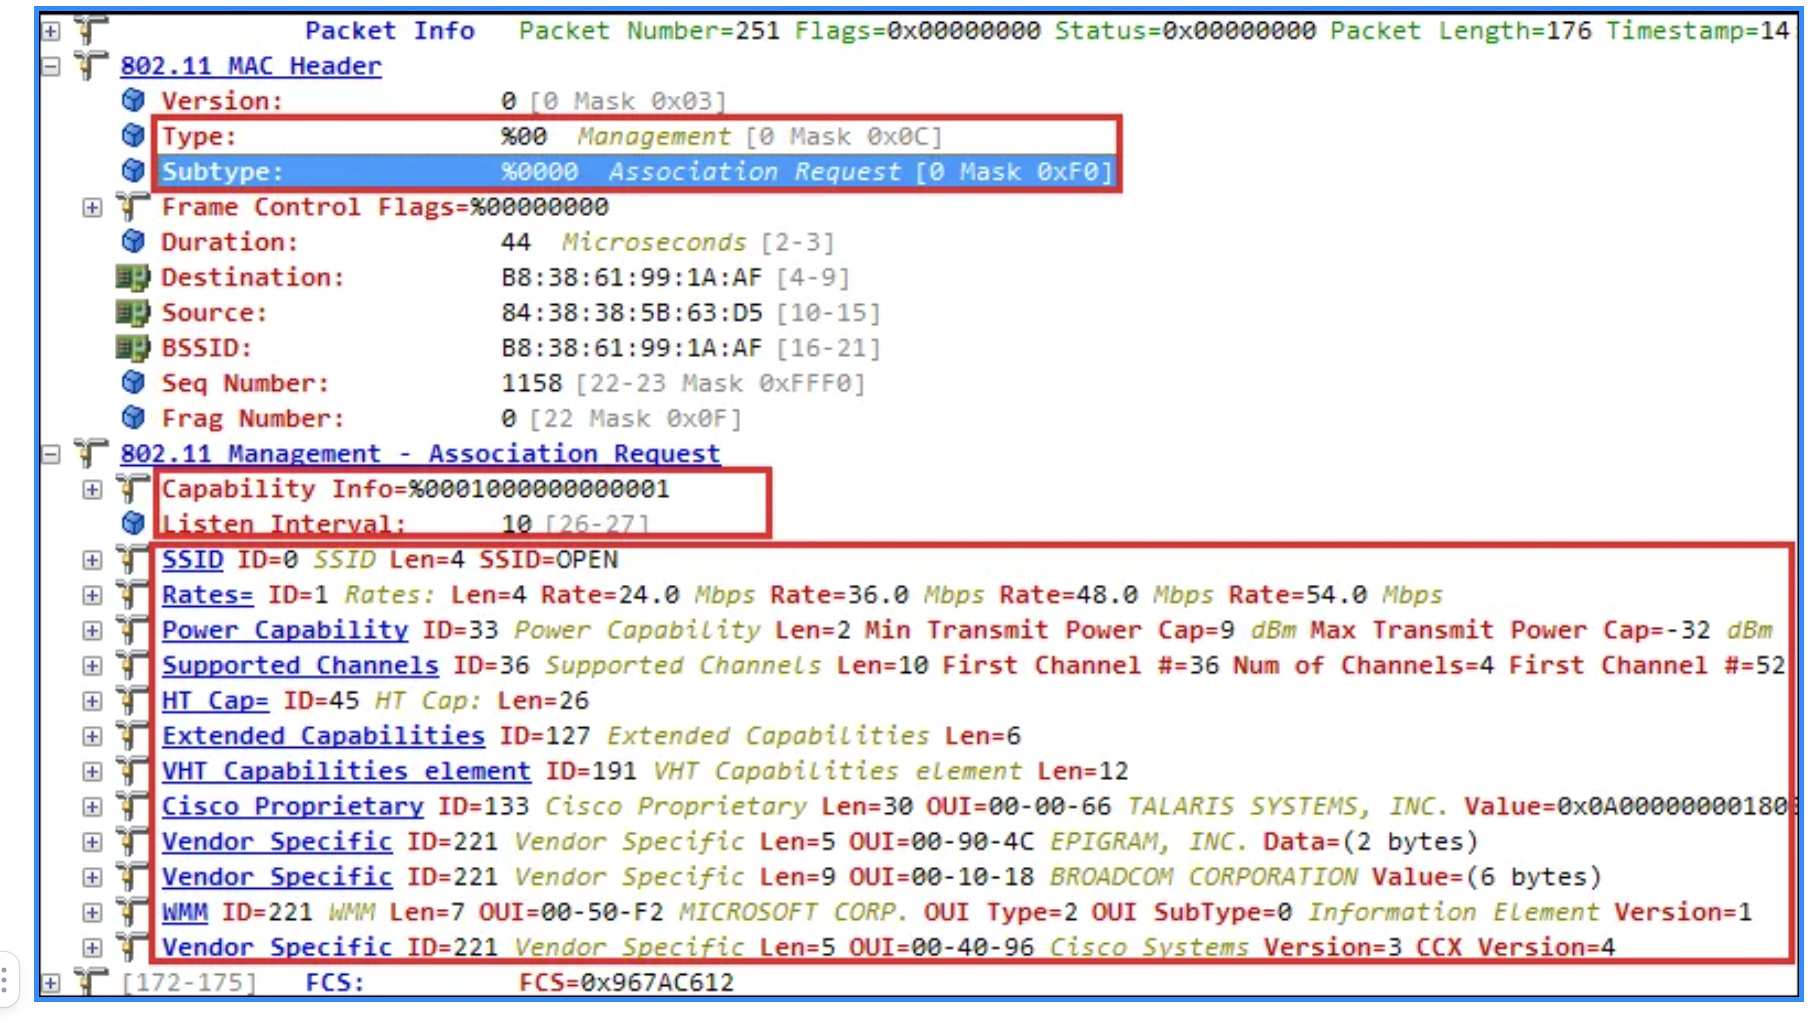 Packet Info Packet Number=251 Flags=0x00000000 Status=0x00000000 Packet Length=176 Timestamp=14
802.11 MAC Header
Version: 0 [0 Mask 0x03]
Type: %00 Management [0 Mask 0x0C]
Subtype: %0000 Association Request [0 Mask 0xF0]
Frame Control Flags=%00000000
Duration: 44 Microseconds [2-3]
Destination: B8:38:61:99:1A:AF [4-9]
Source: 84:38:38:5B:63:D5 [10-15]
BSSID: B8:38:61:99:1A:AF [16-21]
Seq Number: 1158 [22-23 Mask 0xFFF0]
Frag Number: 0 [22 Mask 0x0F]
802.11 Management - Association Request
Capability Info=%0001000000000001
Listen Interval: 10 [26-27]
SSID ID=0 SSID Len=4 SSID=OPEN
Rates= ID=1 Rates: Len=4 Rate=24.0 Mbps Rate=36.0 Mbps Rate=48.0 Mbps Rate=54.0 Mbps
Power Capability ID=33 Power Capability Len=2 Min Transmit Power Cap=9 dBm Max Transmit Power Cap=-32 dBm
Supported Channels ID=36 Supported Channels Len=10 First Channel #=36 Num of Channels=4 First Channel #=52
HT Cap= ID=45 HT Cap: Len=26
Extended Capabilities ID=127 Extended Capabilities Len=6
VHT Capabilities element ID=191 VHT Capabilities element Len=12
Cisco Proprietary ID=133 Cisco Proprietary Len=30 OUI=00-00-66 TALARIS SYSTEMS, INC. Value=0x0A00000000180
Vendor Specific ID=221 Vendor Specific Len=5 OUI=00-90-4C EPIGRAM, INC. Data=(2 bytes)
Vendor Specific ID=221 Vendor Specific Len=9 OUI=00-10-18 BROADCOM CORPORATION Value=(6 bytes)
WMM ID=221 WMM Len=7 OUI=00-50-F2 MICROSOFT CORP. OUI Type=2 OUI SubType=0 Information Element Version=1
Vendor Specific ID=221 Vendor Specific Len=5 OUI=00-40-96 Cisco Systems Version=3 CCX Version=4
[172-175] FCS: FCS=0x967AC612